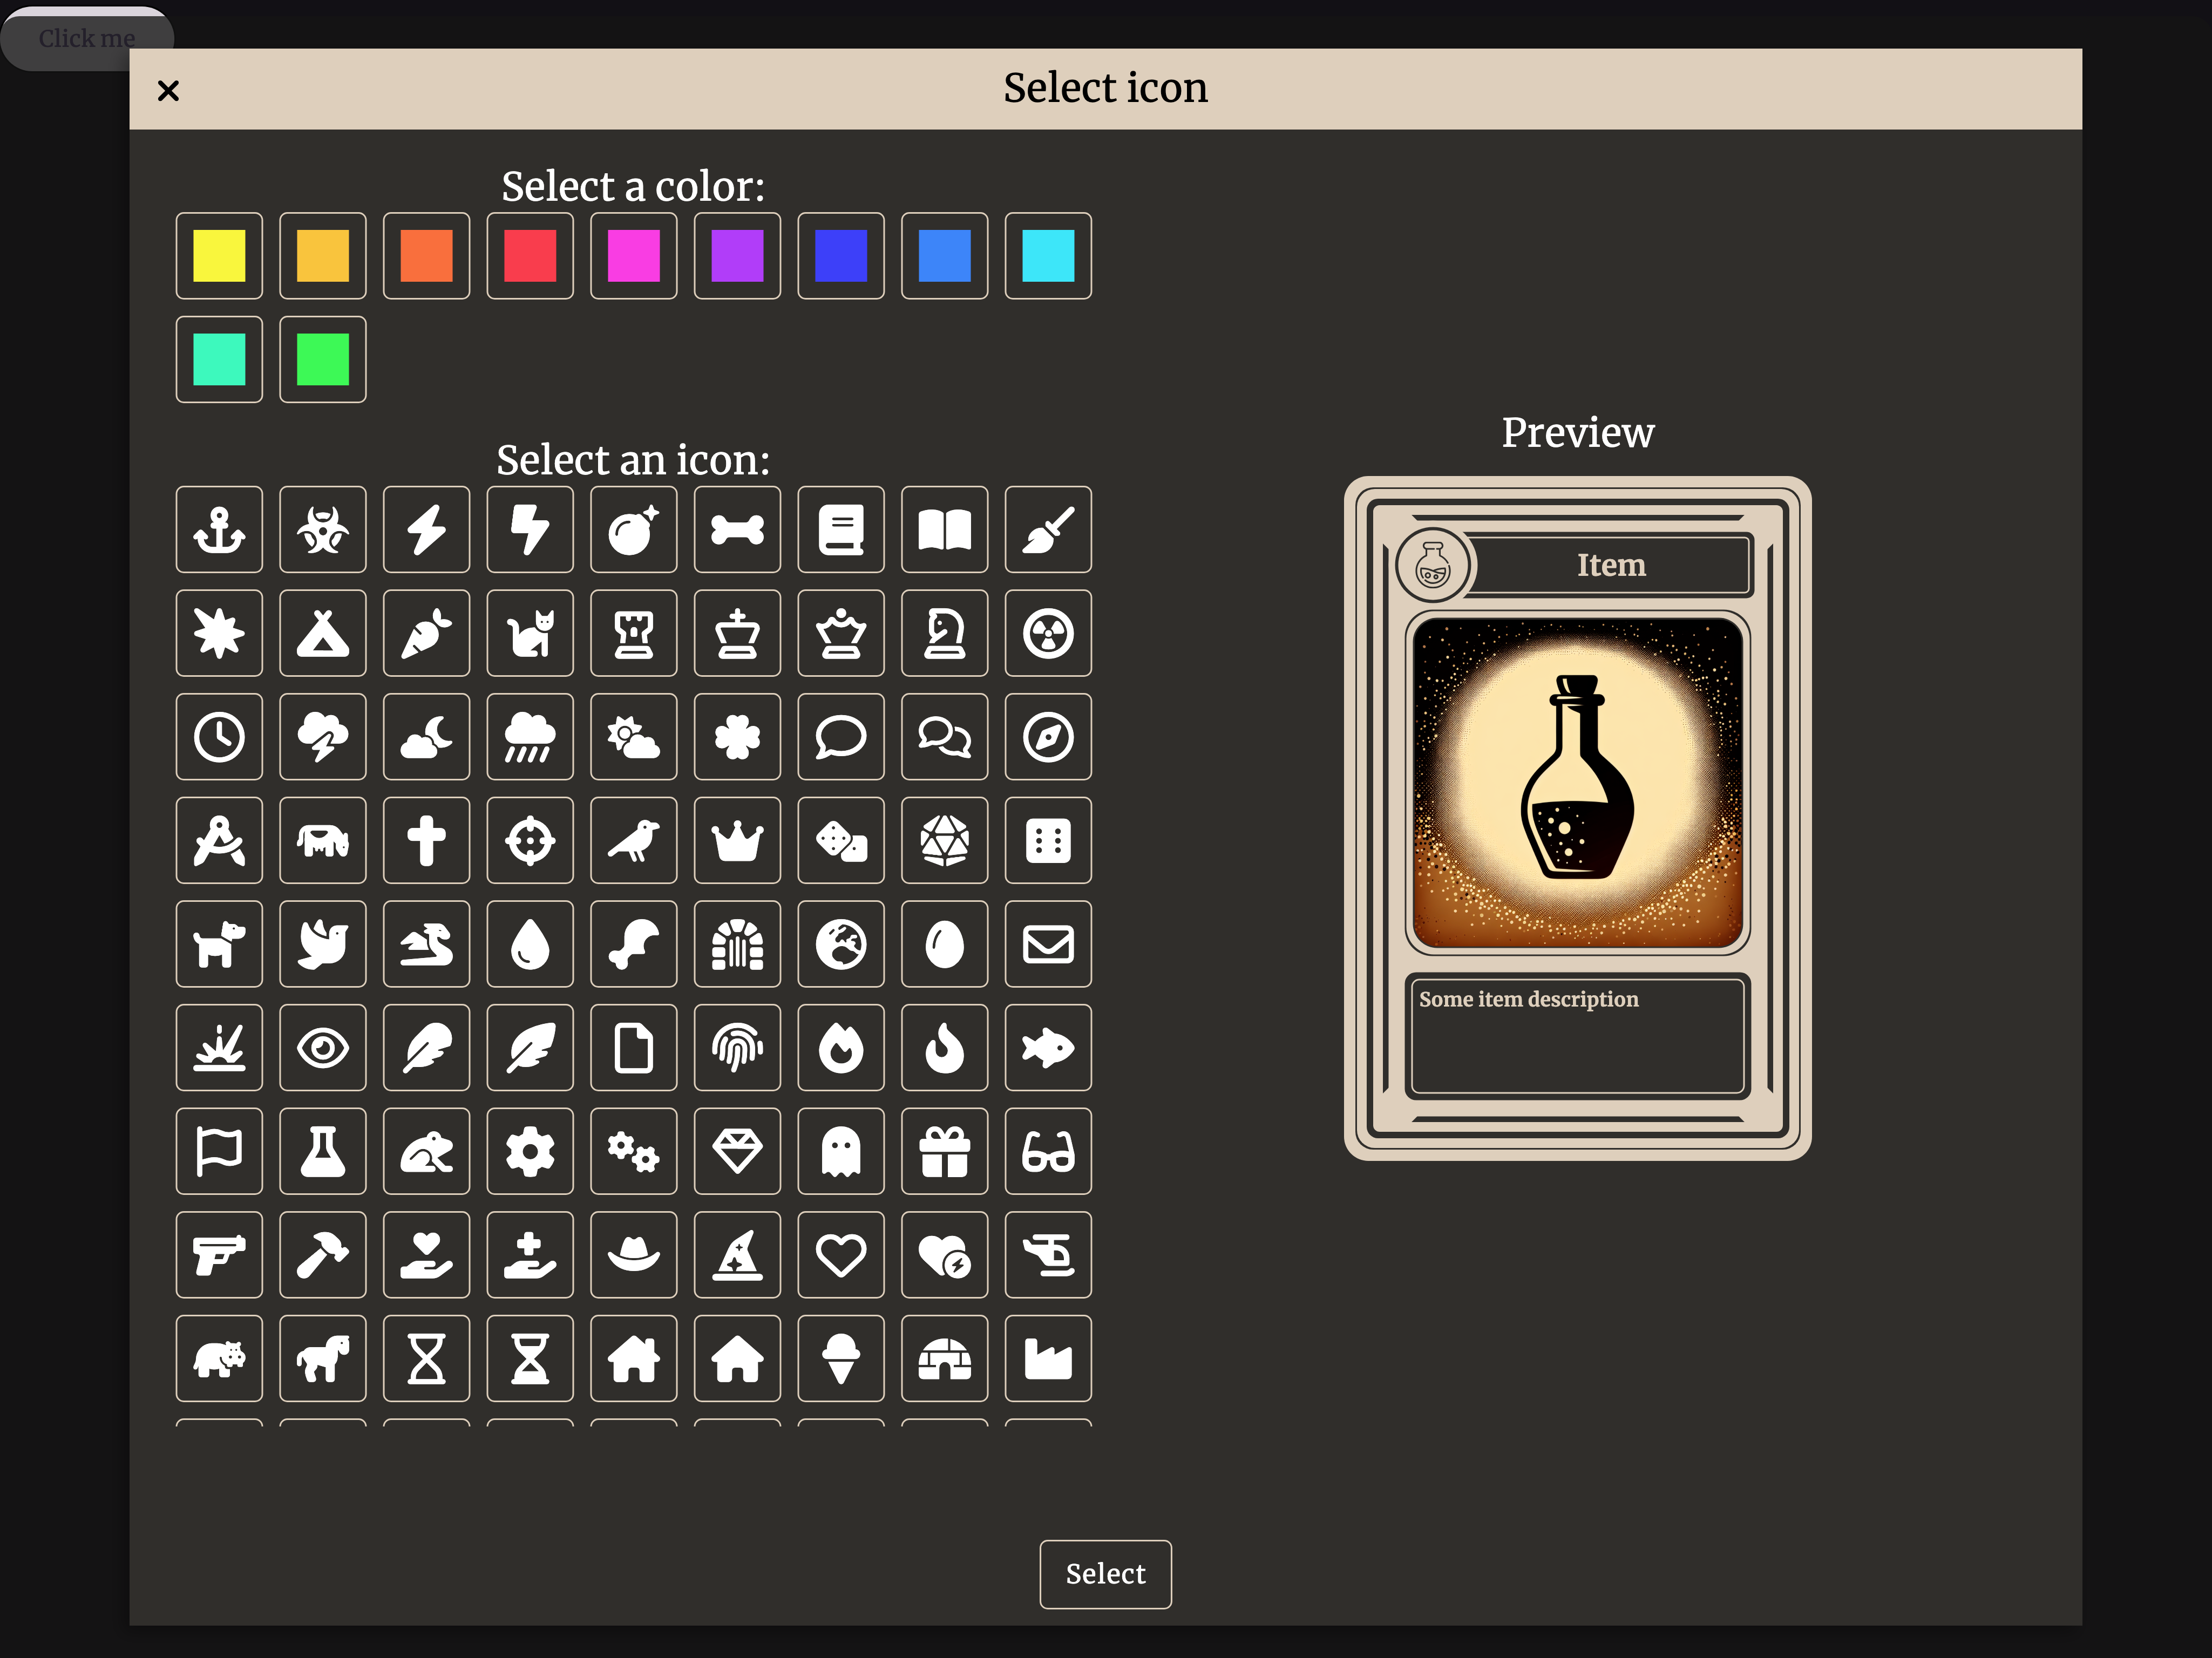 Click me
Select icon
Select a color:
Select an icon:
Preview
Item
Some item description
Select